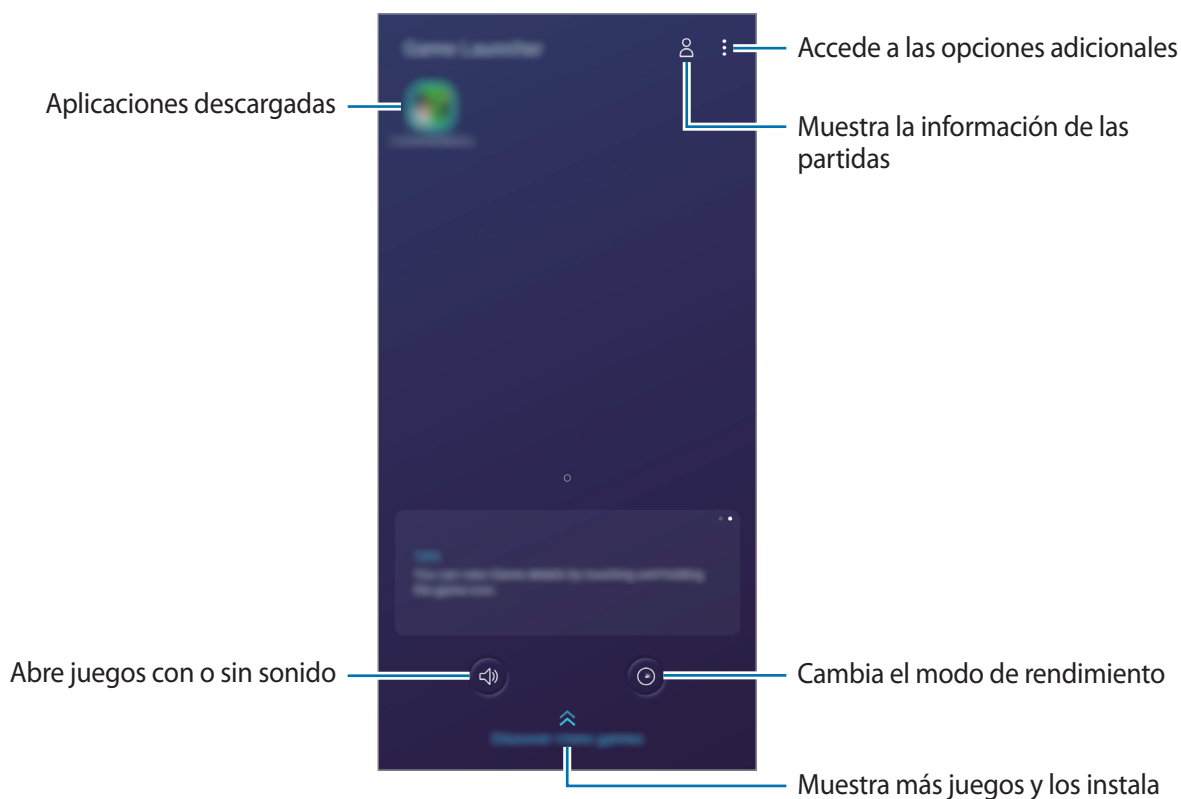 Accede a las opciones adicionales
Aplicaciones descargadas
Muestra la información de las
partidas
Abre juegos con o sin sonido
Cambia el modo de rendimiento
Muestra más juegos y los instala